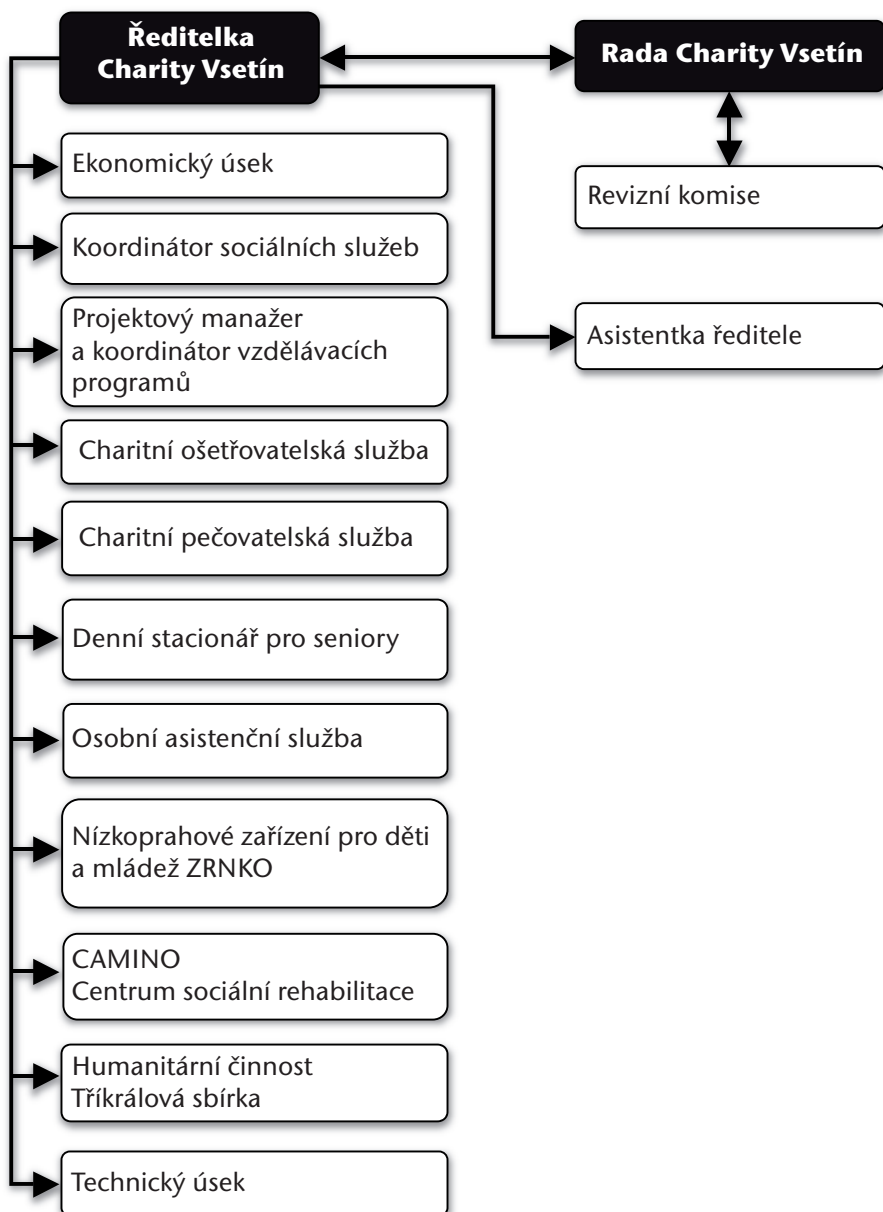 Ředitelka
Charity Vsetín
Rada Charity Vsetín
Ekonomický úsek
Revizní komise
Koordinátor sociálních služeb
Projektový manažer
a koordinátor vzdělávacích
programů
Asistentka ředitele
Charitní ošetřovatelská služba
Charitní pečovatelská služba
Denní stacionář pro seniory
Osobní asistenční služba
Nízkoprahové zařízení pro děti
a mládež ZRNKO
CAMINO
Centrum sociální rehabilitace
Humanitární činnost
Tříkrálová sbírka
Technický úsek